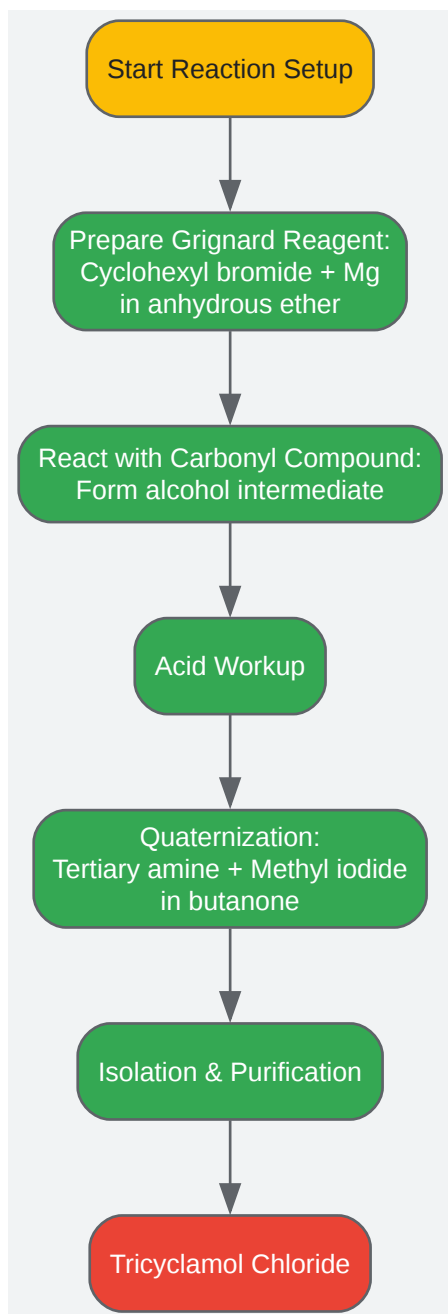 Start Reaction Setup
Prepare Grignard Reagent:
Cyclohexyl bromide + Mg
in anhydrous ether
React with Carbonyl Compound:
Form alcohol intermediate
Acid Workup
Quaternization:
Tertiary amine + Methyl iodide
in butanone
Isolation & Purification
Tricyclamol Chloride